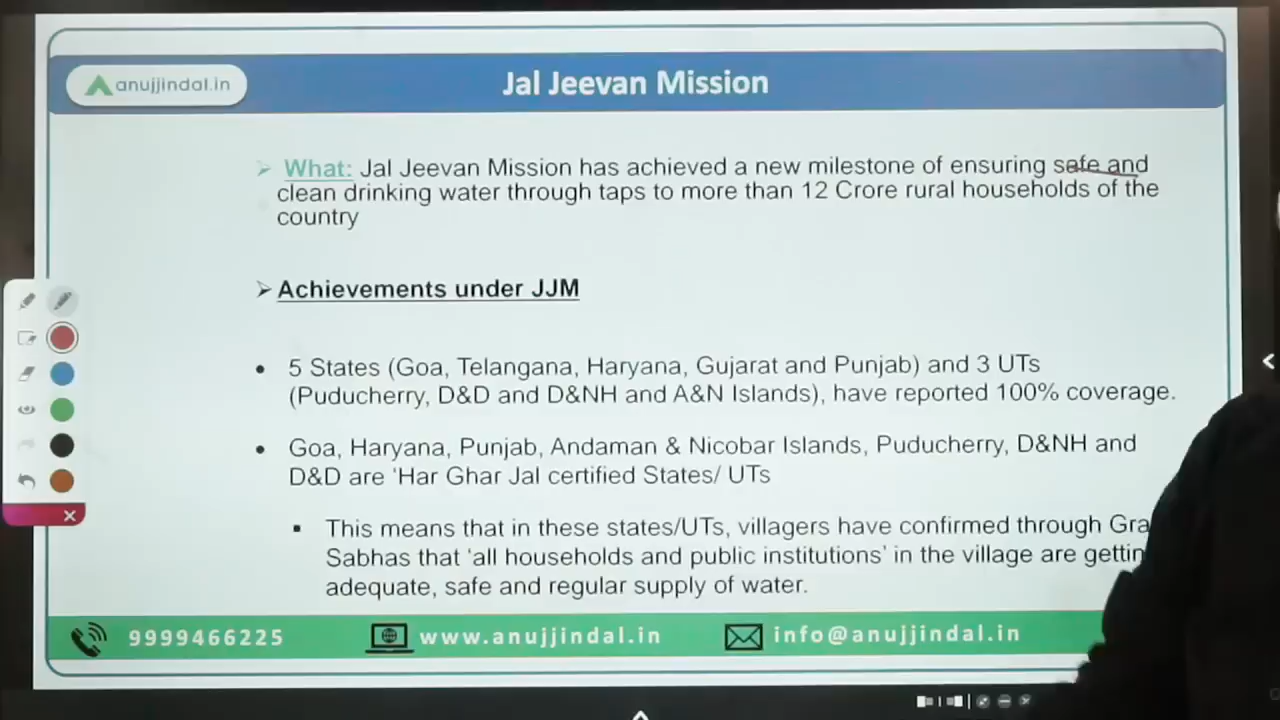 anujjindal.in
Jal Jeevan Mission
What: Jal Jeevan Mission has achieved a new milestone of ensuring safe and
clean drinking water through taps to more than 12 Crore rural households of the
country
Achievements under JJM
• 5 States (Goa, Telangana, Haryana, Gujarat and Punjab) and 3 UTs
(Puducherry, D&D and D&NH and A&N Islands), have reported 100% coverage.
• Goa, Haryana, Punjab, Andaman & Nicobar Islands, Puducherry, D&NH and
D&D are ‘Har Ghar Jal certified States/ UTs
▪ This means that in these states/UTs, villagers have confirmed through Gra
Sabhas that ‘all households and public institutions’ in the village are gettin
adequate, safe and regular supply of water.
9999466225 www.anujjindal.in info@anujjindal.in